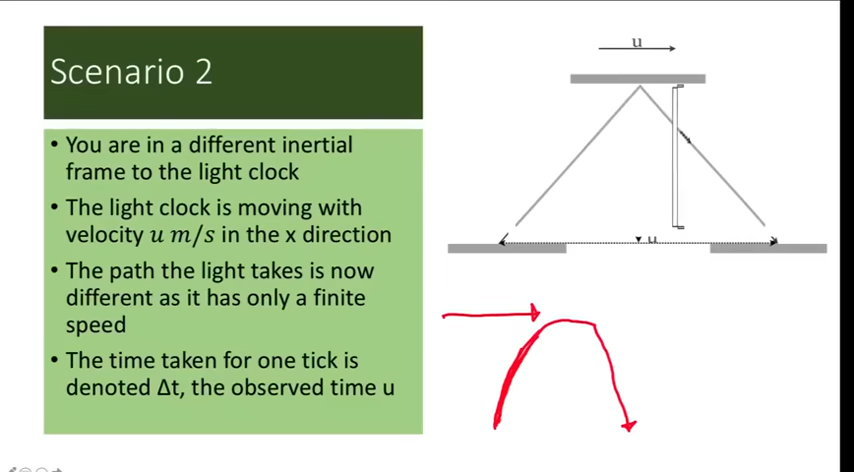 Scenario 2
• You are in a different inertial
frame to the light clock
• The light clock is moving with
velocity u m/s in the x direction
• The path the light takes is now
different as it has only a finite
speed
• The time taken for one tick is
denoted Δt, the observed time u
u
u